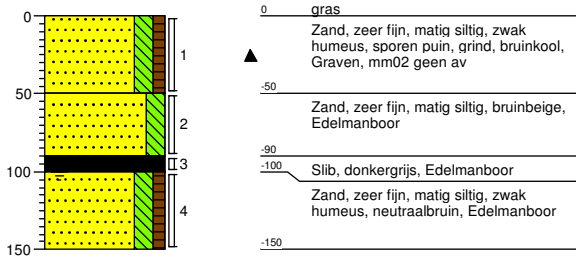 0
50
100
150
1
2
3
4
0
gras
Zand, zeer fijn, matig siltig, zwak
humeus, sporen puin, grind, bruinkool,
Graven, mm02 geen av
-50
Zand, zeer fijn, matig siltig, bruinbeige,
Edelmanboor
-90
Slib, donkergrijs, Edelmanboor
-100
Zand, zeer fijn, matig siltig, zwak
humeus, neutraalbruin, Edelmanboor
-150